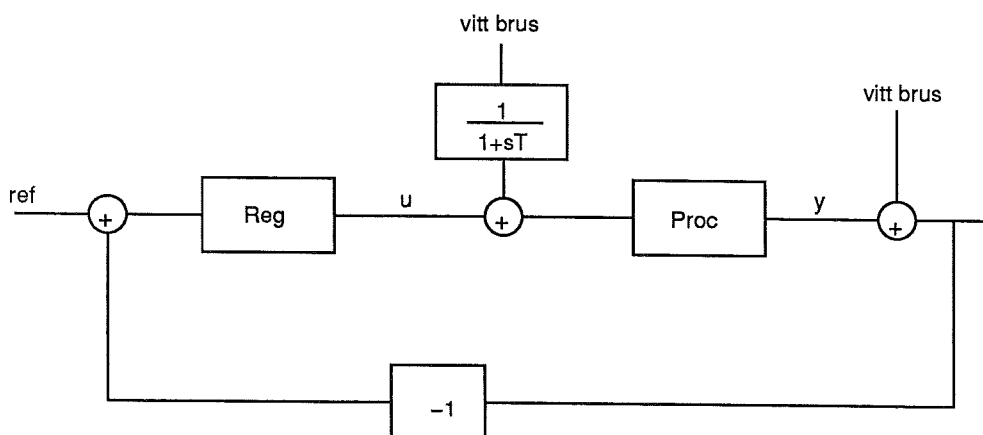 vitt brus
1
1+sT
vitt brus
ref
+
Reg
u
+
Proc
y
+
−1